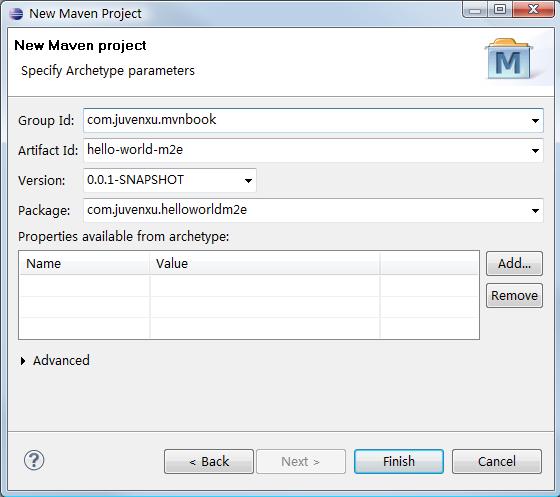 New Maven Project
New Maven project
Specify Archetype parameters
M
Group Id: com.juvenxu.mvnbook
Artifact Id: hello-world-m2e
Version: 0.0.1-SNAPSHOT
Package: com.juvenxu.helloworldm2e
Properties available from archetype:
Name Value
Add...
Remove
Advanced
? < Back Next > Finish Cancel